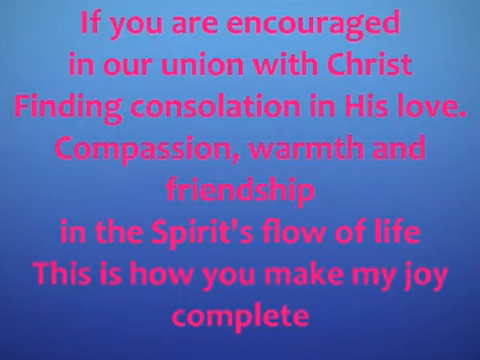 If you are encouraged
in our union with Christ
Finding consolation in His love.
Compassion, warmth and
friendship
in the Spirit's flow of life
This is how you make my joy
complete